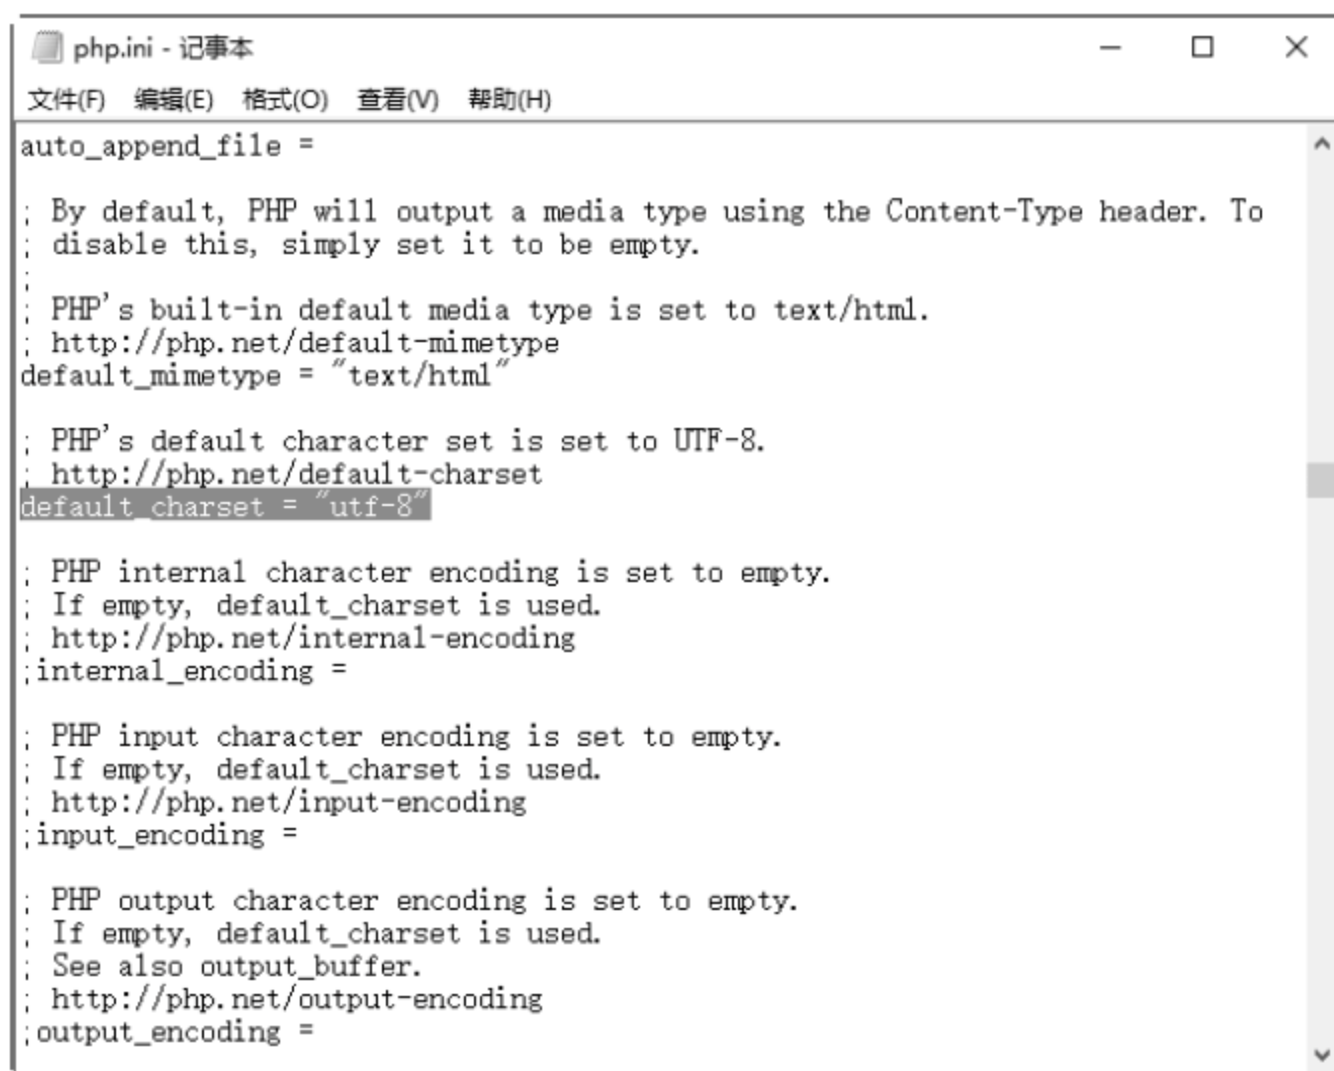 php.ini - 记事本
文件(F) 编辑(E) 格式(O) 查看(V) 帮助(H)
auto_append_file =
; By default, PHP will output a media type using the Content-Type header. To
; disable this, simply set it to be empty.
;
; PHP's built-in default media type is set to text/html.
; http://php.net/default-mimetype
default_mimetype = "text/html"
; PHP's default character set is set to UTF-8.
; http://php.net/default-charset
default_charset = "utf-8"
; PHP internal character encoding is set to empty.
; If empty, default_charset is used.
; http://php.net/internal-encoding
;internal_encoding =
; PHP input character encoding is set to empty.
; If empty, default_charset is used.
; http://php.net/input-encoding
;input_encoding =
; PHP output character encoding is set to empty.
; If empty, default_charset is used.
; See also output_buffer.
; http://php.net/output-encoding
;output_encoding =